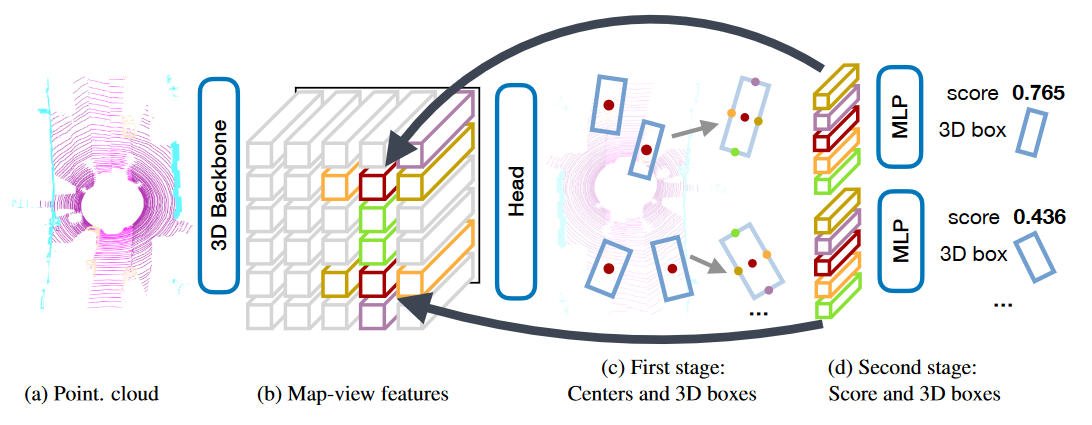 3D Backbone
Head
MLP
score 0.765
3D box
MLP
score 0.436
3D box
...
...
(a) Point. cloud
(b) Map-view features
(c) First stage:
Centers and 3D boxes
(d) Second stage:
Score and 3D boxes